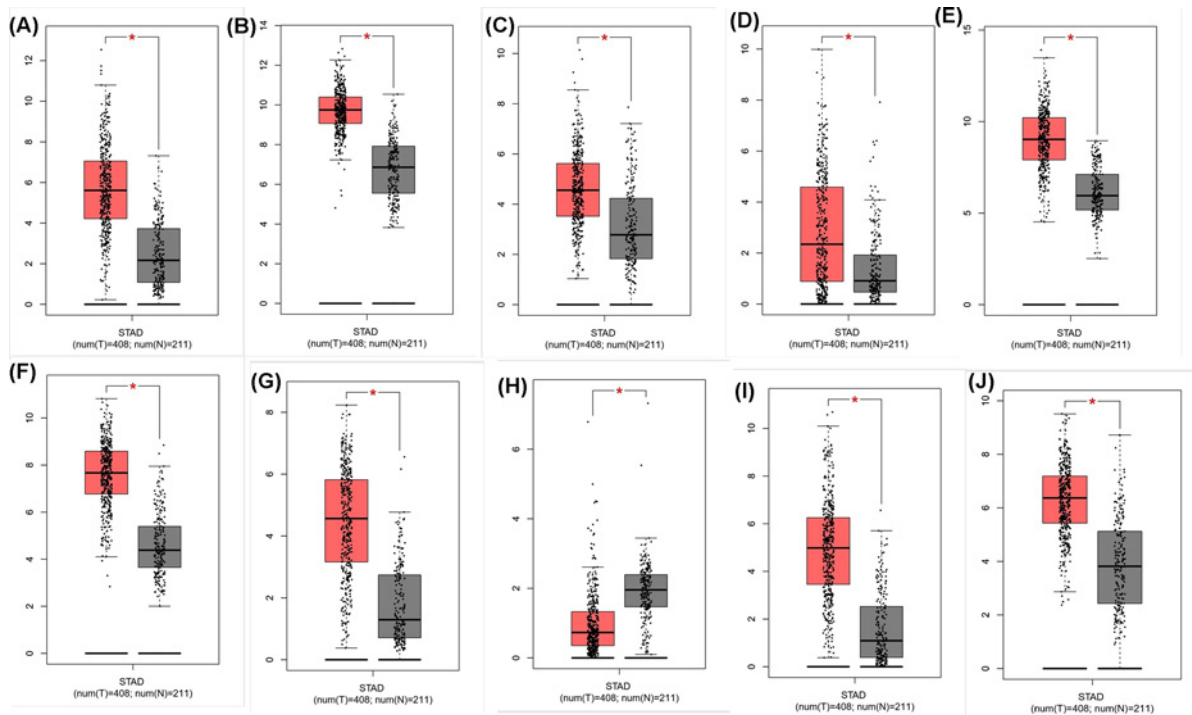 (A)
*
12
10
8
6
4
2
0
STAD
(num(T)=408; num(N)=211)
(B)
*
14
12
10
8
6
4
2
0
STAD
(num(T)=408; num(N)=211)
(C)
*
10
8
6
4
2
0
STAD
(num(T)=408; num(N)=211)
(D)
*
10
8
6
4
2
0
STAD
(num(T)=408; num(N)=211)
(E)
*
15
10
5
0
STAD
(num(T)=408; num(N)=211)
(F)
*
10
8
6
4
2
0
STAD
(num(T)=408; num(N)=211)
(G)
*
8
6
4
2
0
STAD
(num(T)=408; num(N)=211)
(H)
*
6
4
2
0
STAD
(num(T)=408; num(N)=211)
(I)
*
10
8
6
4
2
0
STAD
(num(T)=408; num(N)=211)
(J)
*
10
8
6
4
2
0
STAD
(num(T)=408; num(N)=211)